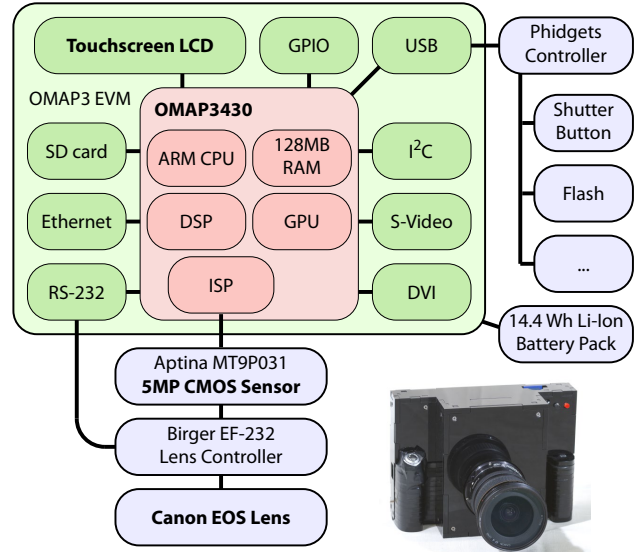 Touchscreen LCD
GPIO
USB
Phidgets
Controller
OMAP3 EVM
OMAP3430
Shutter
Button
SD card
ARM CPU
128MB
RAM
I²C
Flash
Ethernet
DSP
GPU
S-Video
...
RS-232
ISP
DVI
14.4 Wh Li-Ion
Battery Pack
Aptina MT9P031
5MP CMOS Sensor
Birger EF-232
Lens Controller
Canon EOS Lens